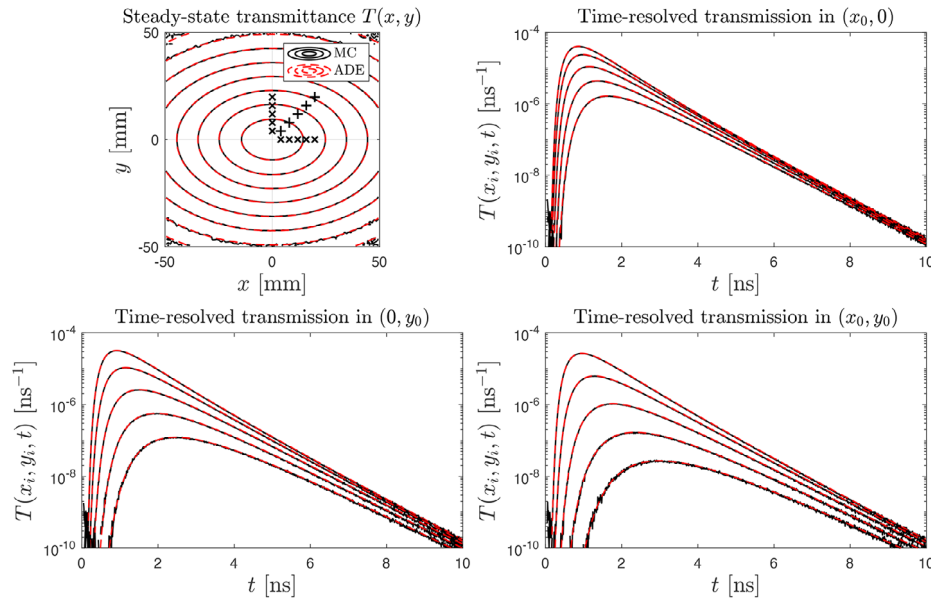 Steady-state transmittance T(x, y)
50
0
-50
y [mm]
-50
0
50
x [mm]
MC
ADE
Time-resolved transmission in (x₀, 0)
10⁻⁴
10⁻⁶
10⁻⁸
10⁻¹⁰
T(xᵢ, yᵢ, t) [ns⁻¹]
0 2 4 6 8 10
t [ns]
Time-resolved transmission in (0, y₀)
10⁻⁴
10⁻⁶
10⁻⁸
10⁻¹⁰
T(xᵢ, yᵢ, t) [ns⁻¹]
0 2 4 6 8 10
t [ns]
Time-resolved transmission in (x₀, y₀)
10⁻⁴
10⁻⁶
10⁻⁸
10⁻¹⁰
T(xᵢ, yᵢ, t) [ns⁻¹]
0 2 4 6 8 10
t [ns]